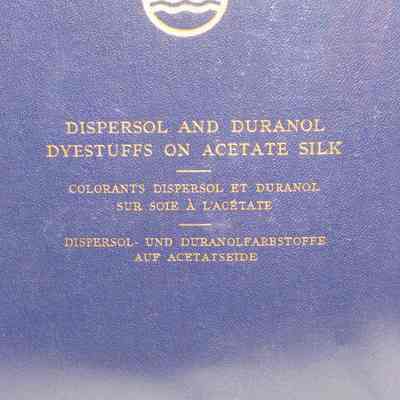 DISPERSOL AND DURANOL
DYESTUFFS ON ACETATE SILK
COLORANTS DISPERSOL ET DURANOL
SUR SOIE À L'ACÉTATE
DISPERSOL- UND DURANOLFARBSTOFFE
AUF ACETATSEIDE